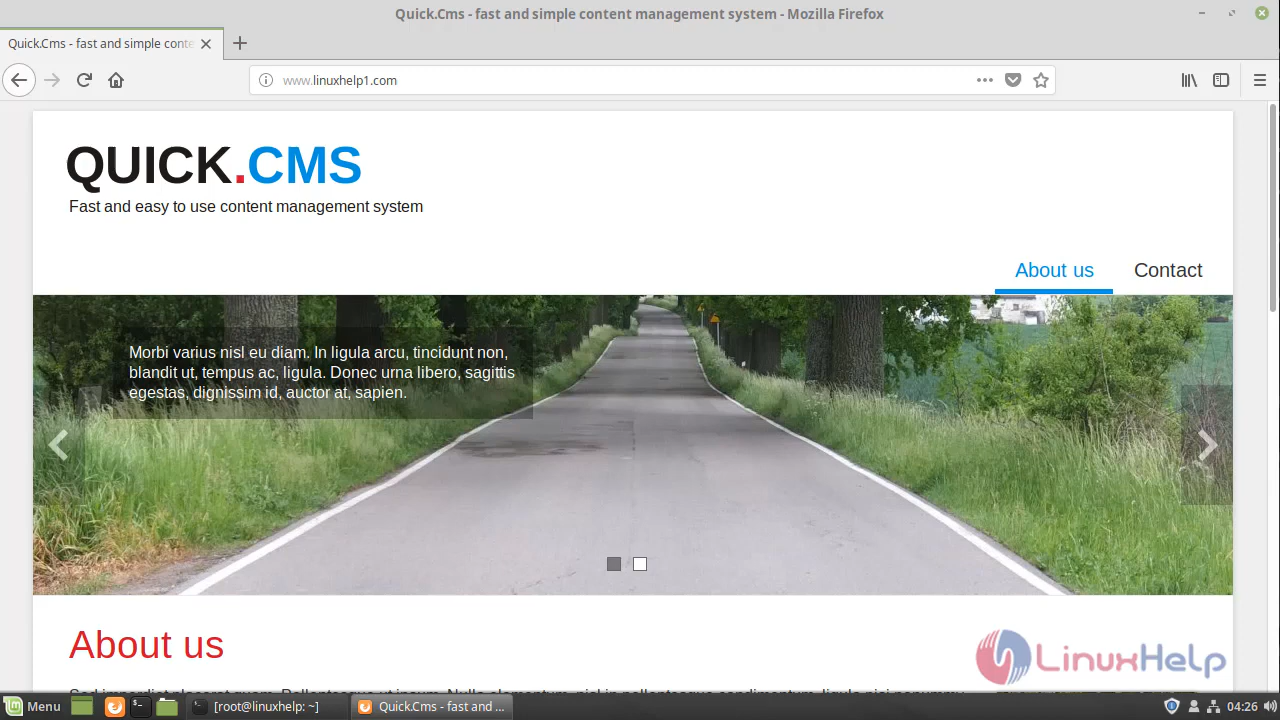 Quick.Cms - fast and simple content management system - Mozilla Firefox
Quick.Cms - fast and simple conte
www.linuxhelp1.com
QUICK.CMS
Fast and easy to use content management system
About us
Contact
Morbi varius nisl eu diam. In ligula arcu, tincidunt non,
blandit ut, tempus ac, ligula. Donec urna libero, sagittis
egestas, dignissim id, auctor at, sapien.
About us
LinuxHelp
Menu
[root@linuxhelp: ~]
Quick.Cms - fast and ...
04:26